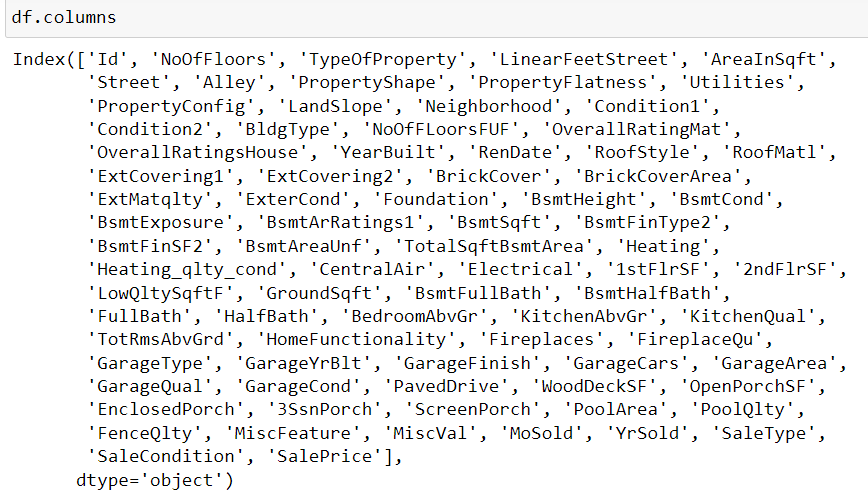 df.columns
Index(['Id', 'NoOfFloors', 'TypeOfProperty', 'LinearFeetStreet', 'AreaInSqft',
'Street', 'Alley', 'PropertyShape', 'PropertyFlatness', 'Utilities',
'PropertyConfig', 'LandSlope', 'Neighborhood', 'Condition1',
'Condition2', 'BldgType', 'NoOfFLoorsFUF', 'OverallRatingMat',
'OverallRatingsHouse', 'YearBuilt', 'RenDate', 'RoofStyle', 'RoofMatl',
'ExtCovering1', 'ExtCovering2', 'BrickCover', 'BrickCoverArea',
'ExtMatqlty', 'ExterCond', 'Foundation', 'BsmtHeight', 'BsmtCond',
'BsmtExposure', 'BsmtArRatings1', 'BsmtSqft', 'BsmtFinType2',
'BsmtFinSF2', 'BsmtAreaUnf', 'TotalSqftBsmtArea', 'Heating',
'Heating_qlty_cond', 'CentralAir', 'Electrical', '1stFlrSF', '2ndFlrSF',
'LowQltySqftF', 'GroundSqft', 'BsmtFullBath', 'BsmtHalfBath',
'FullBath', 'HalfBath', 'BedroomAbvGr', 'KitchenAbvGr', 'KitchenQual',
'TotRmsAbvGrd', 'HomeFunctionality', 'Fireplaces', 'FireplaceQu',
'GarageType', 'GarageYrBlt', 'GarageFinish', 'GarageCars', 'GarageArea',
'GarageQual', 'GarageCond', 'PavedDrive', 'WoodDeckSF', 'OpenPorchSF',
'EnclosedPorch', '3SsnPorch', 'ScreenPorch', 'PoolArea', 'PoolQlty',
'FenceQlty', 'MiscFeature', 'MiscVal', 'MoSold', 'YrSold', 'SaleType',
'SaleCondition', 'SalePrice'],
dtype='object')